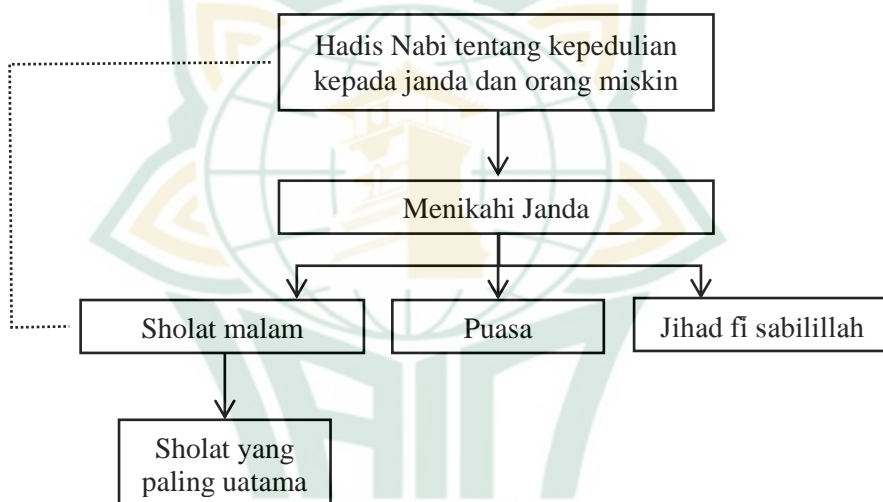 Hadis Nabi tentang kepedulian
kepada janda dan orang miskin
Menikahi Janda
Sholat malam
Puasa
Jihad fī sabilillah
Sholat yang
paling uatama